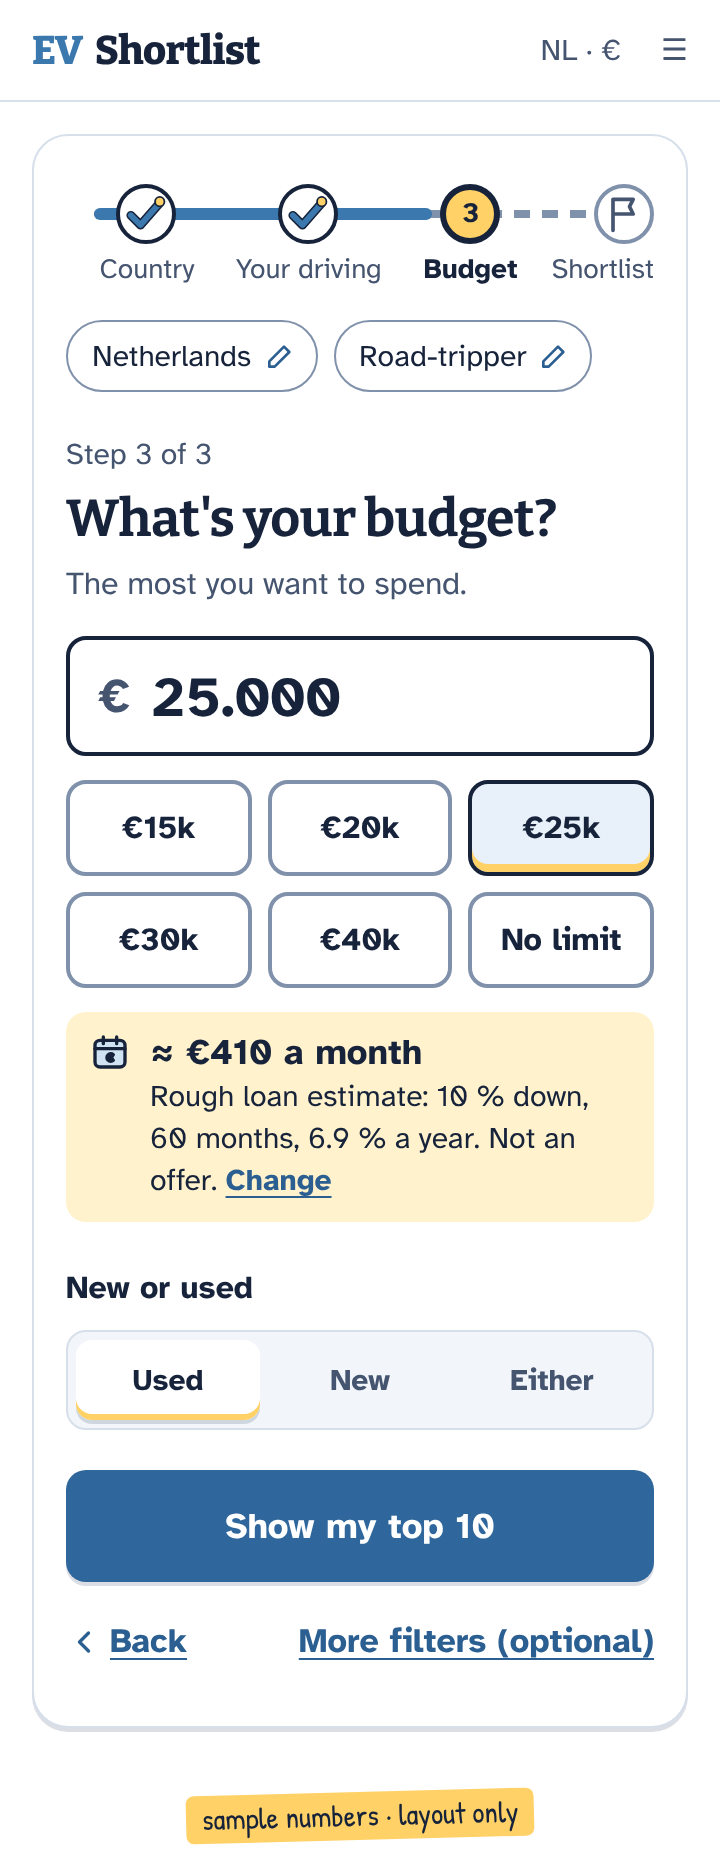 EV Shortlist
NL · €
3
Country
Your driving
Budget
Shortlist
Netherlands
Road-tripper
Step 3 of 3
What's your budget?
The most you want to spend.
€ 25.000
€15k
€20k
€25k
€30k
€40k
No limit
≈ €410 a month
Rough loan estimate: 10 % down,
60 months, 6.9 % a year. Not an
offer. Change
New or used
Used
New
Either
Show my top 10
Back
More filters (optional)
sample numbers · layout only